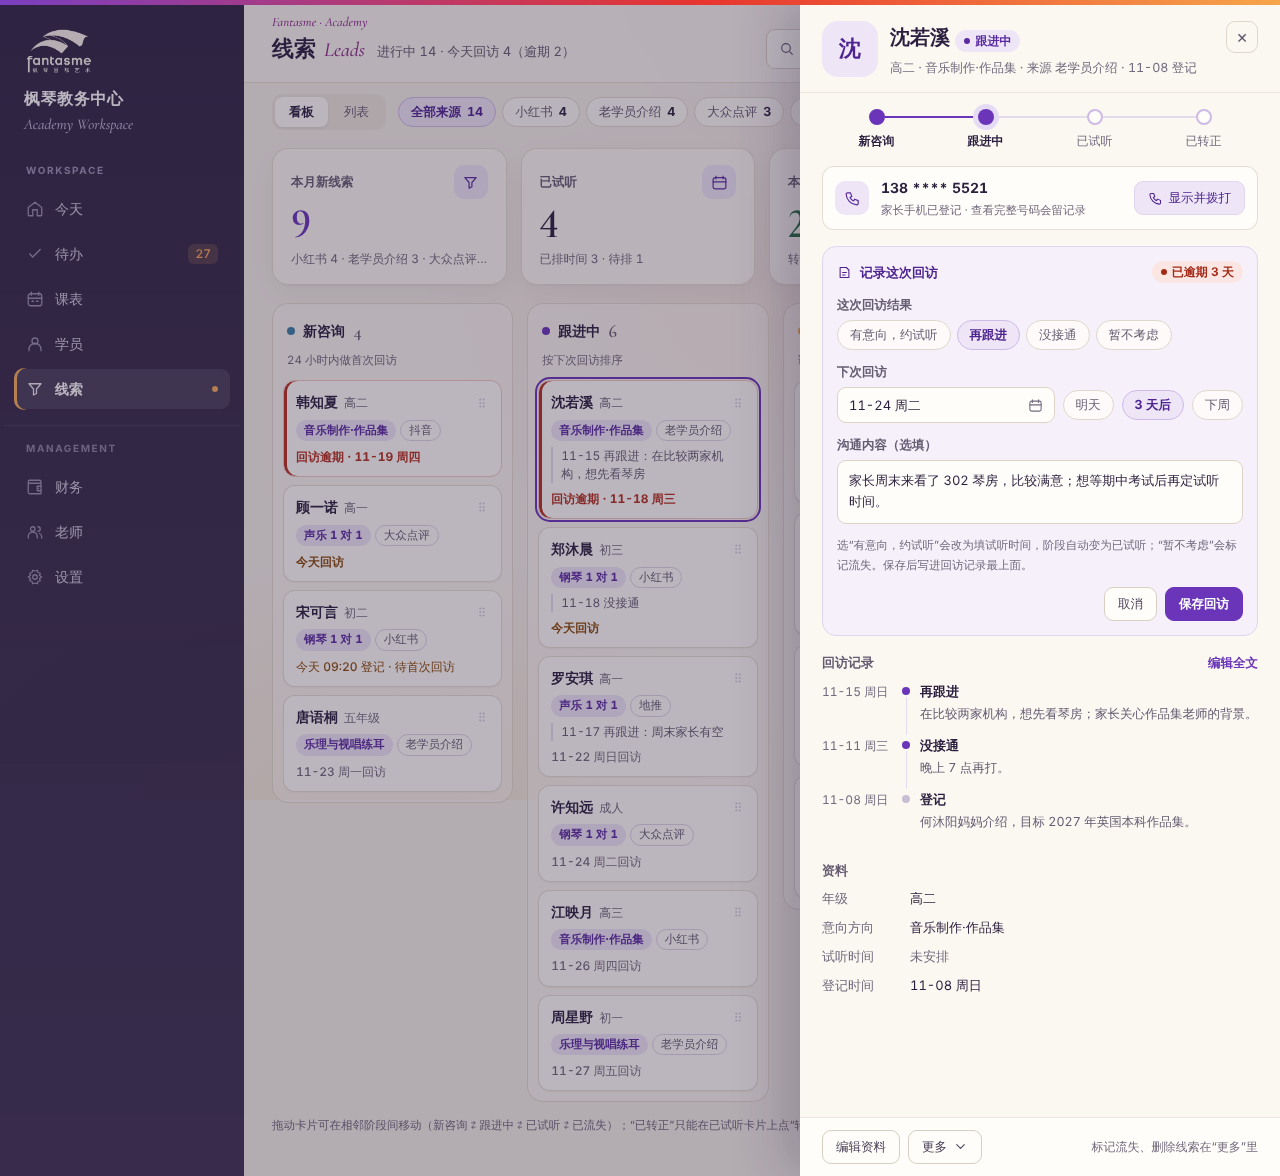 fantasme
枫琴音乐艺术
枫琴教务中心
Academy Workspace
WORKSPACE
今天
待办 27
课表
学员
线索
MANAGEMENT
财务
老师
设置
Fantasme · Academy
线索 Leads 进行中 14 · 今天回访 4（逾期 2）
看板 列表 全部来源 14 小红书 4 老学员介绍 4 大众点评 3
本月新线索
9
小红书 4 · 老学员介绍 3 · 大众点评...
已试听
4
已排时间 3 · 待排 1
本
2
转
新咨询 4
24 小时内做首次回访
韩知夏 高二
音乐制作·作品集 抖音
回访逾期 · 11-19 周四
顾一诺 高一
声乐 1 对 1 大众点评
今天回访
宋可言 初二
钢琴 1 对 1 小红书
今天 09:20 登记 · 待首次回访
唐语桐 五年级
乐理与视唱练耳 老学员介绍
11-23 周一回访
跟进中 6
按下次回访排序
沈若溪 高二
音乐制作·作品集 老学员介绍
11-15 再跟进：在比较两家机
构，想先看琴房
回访逾期 · 11-18 周三
郑沐晨 初三
钢琴 1 对 1 小红书
11-18 没接通
今天回访
罗安琪 高一
声乐 1 对 1 地推
11-17 再跟进：周末家长有空
11-22 周日回访
许知远 成人
钢琴 1 对 1 大众点评
11-24 周二回访
江映月 高三
音乐制作·作品集 小红书
11-26 周四回访
周星野 初一
乐理与视唱练耳 老学员介绍
11-27 周五回访
拖动卡片可在相邻阶段间移动（新咨询 ⇄ 跟进中 ⇄ 已试听 ⇄ 已流失）；“已转正”只能在已试听卡片上点“
沈 沈若溪 跟进中
高二 · 音乐制作·作品集 · 来源 老学员介绍 · 11-08 登记
新咨询 跟进中 已试听 已转正
138 **** 5521
家长手机已登记 · 查看完整号码会留记录
显示并拨打
记录这次回访 已逾期 3 天
这次回访结果
有意向，约试听 再跟进 没接通 暂不考虑
下次回访
11-24 周二 明天 3 天后 下周
沟通内容（选填）
家长周末来看了 302 琴房，比较满意；想等期中考试后再定试听
时间。
选“有意向，约试听”会改为填试听时间，阶段自动变为已试听；“暂不考虑”会标
记流失。保存后写进回访记录最上面。
取消 保存回访
回访记录 编辑全文
11-15 周日 再跟进
在比较两家机构，想先看琴房；家长关心作品集老师的背景。
11-11 周三 没接通
晚上 7 点再打。
11-08 周日 登记
何沐阳妈妈介绍，目标 2027 年英国本科作品集。
资料
年级 高二
意向方向 音乐制作·作品集
试听时间 未安排
登记时间 11-08 周日
编辑资料 更多 标记流失、删除线索在“更多”里